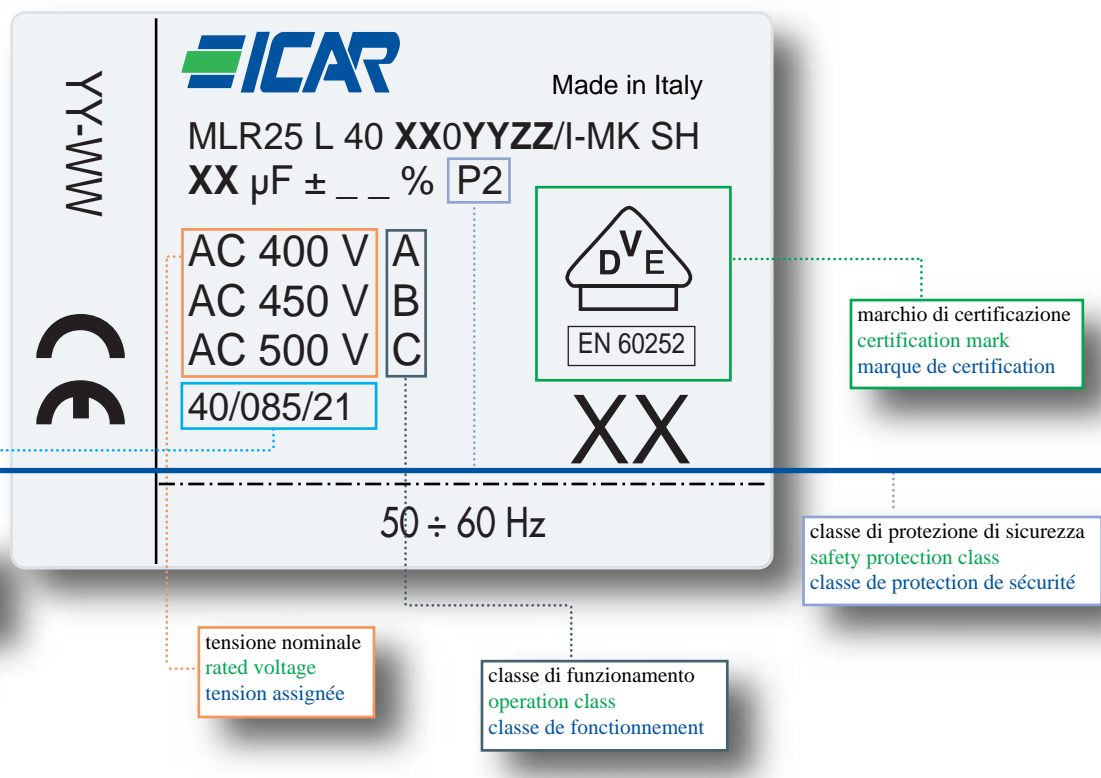 YY-WW
CE
ICAR
Made in Italy
MLR25 L 40 XX0YYZZ/I-MK SH
XX µF ± _ _ % P2
AC 400 V A
AC 450 V B
AC 500 V C
40/085/21
DVE
EN 60252
XX
50 ÷ 60 Hz
marchio di certificazione
certification mark
marque de certification
classe di protezione di sicurezza
safety protection class
classe de protection de sécurité
tensione nominale
rated voltage
tension assignée
classe di funzionamento
operation class
classe de fonctionnement